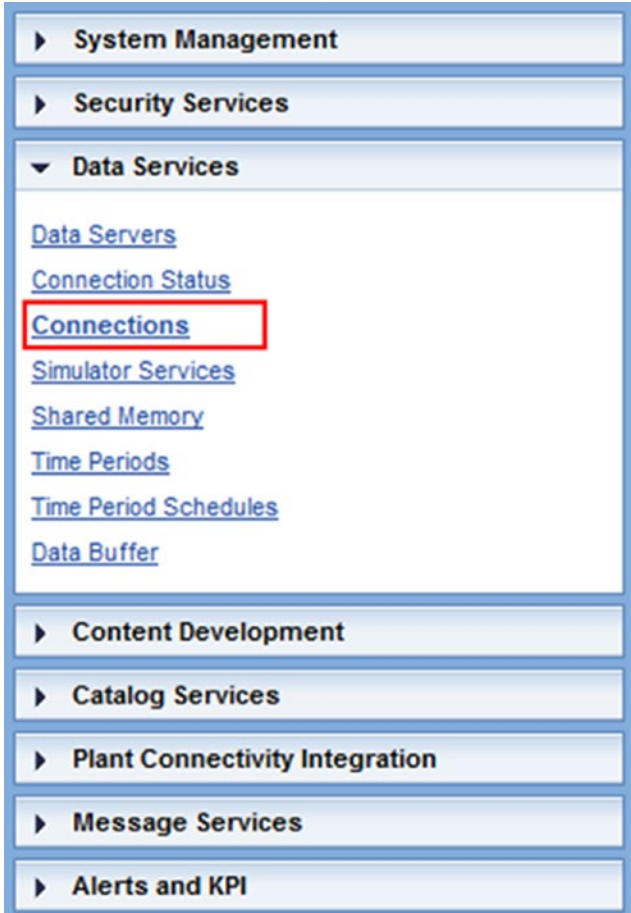 System Management
Security Services
Data Services
Data Servers
Connection Status
Connections
Simulator Services
Shared Memory
Time Periods
Time Period Schedules
Data Buffer
Content Development
Catalog Services
Plant Connectivity Integration
Message Services
Alerts and KPI